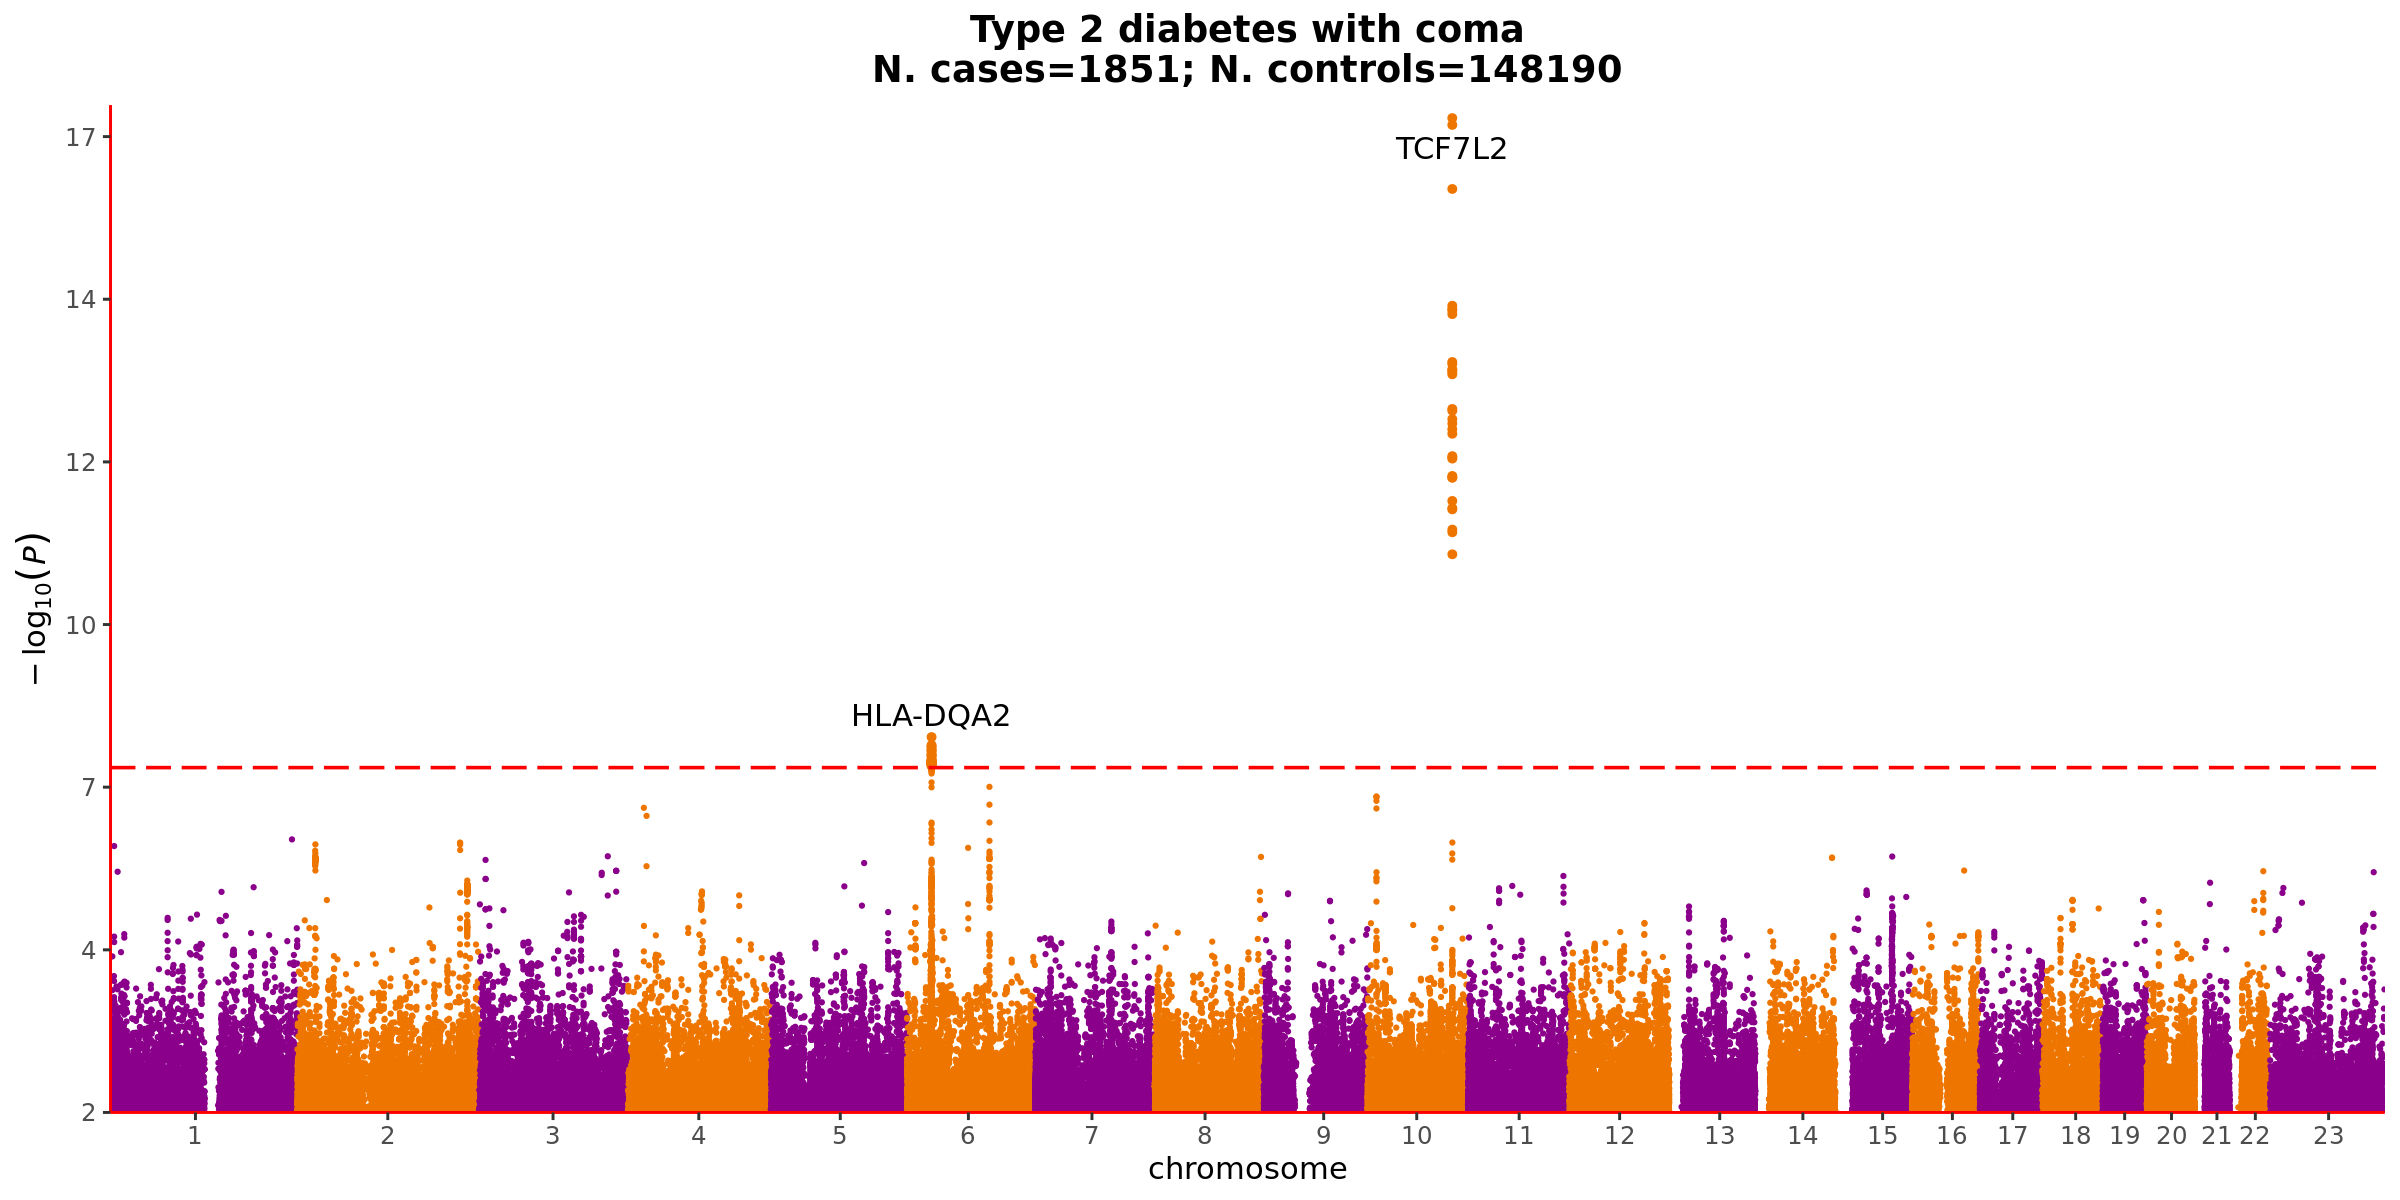 Type 2 diabetes with coma
N. cases=1851; N. controls=148190
17
14
12
10
7
4
2
−log10(P)
TCF7L2
HLA-DQA2
1 2 3 4 5 6 7 8 9 10 11 12 13 14 15 16 17 18 19 20 21 22 23
chromosome